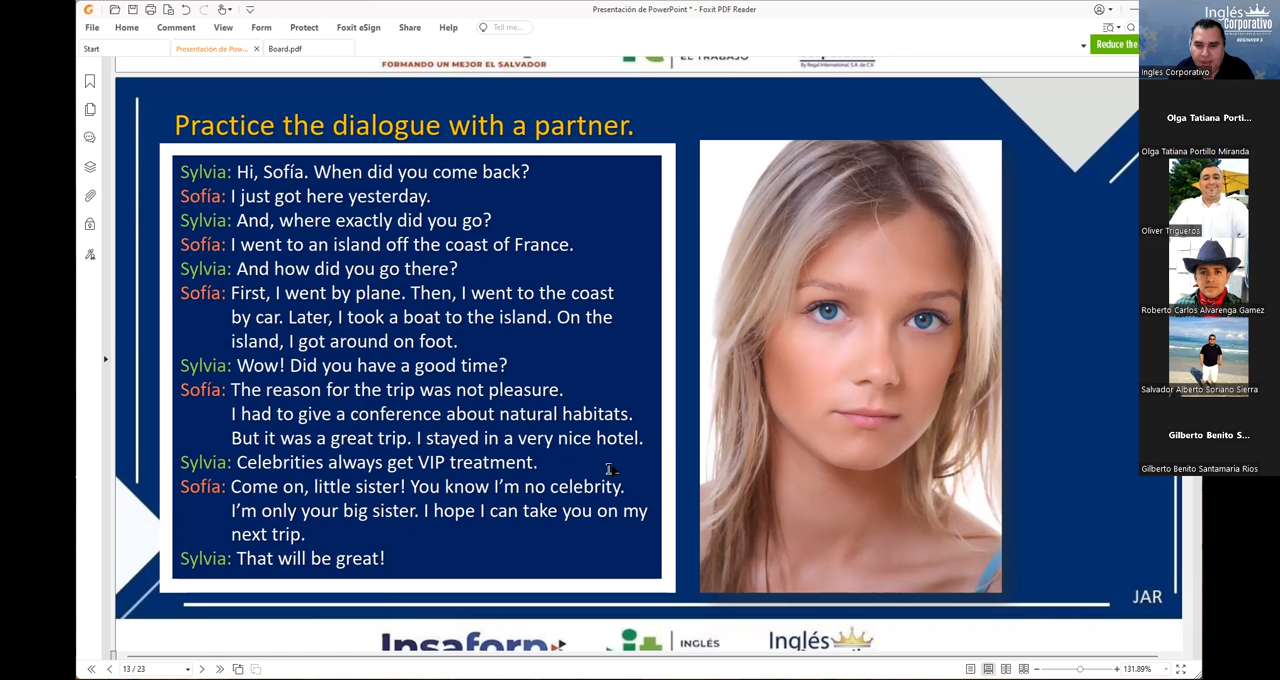 Presentación de PowerPoint * - Foxit PDF Reader
File Home Comment View Form Protect Foxit eSign Share Help Tell me...
Start Presentación de Pow... Board.pdf
Reduce the
FORMANDO UN MEJOR EL SALVADOR
EL TRABAJO
Practice the dialogue with a partner.
Sylvia: Hi, Sofía. When did you come back?
Sofía: I just got here yesterday.
Sylvia: And, where exactly did you go?
Sofía: I went to an island off the coast of France.
Sylvia: And how did you go there?
Sofía: First, I went by plane. Then, I went to the coast
by car. Later, I took a boat to the island. On the
island, I got around on foot.
Sylvia: Wow! Did you have a good time?
Sofía: The reason for the trip was not pleasure.
I had to give a conference about natural habitats.
But it was a great trip. I stayed in a very nice hotel.
Sylvia: Celebrities always get VIP treatment.
Sofía: Come on, little sister! You know I'm no celebrity.
I'm only your big sister. I hope I can take you on my
next trip.
Sylvia: That will be great!
JAR
Insaforp
INGLÉS
Inglés
13 / 23
131.89%
Inglés
Corporativo
BEGINNER 3
Ingles Corporativo
Olga Tatiana Porti...
Olga Tatiana Portillo Miranda
Oliver Trigueros
Roberto Carlos Alvarenga Gamez
Salvador Alberto Soriano Sierra
Gilberto Benito S...
Gilberto Benito Santamaria Rios